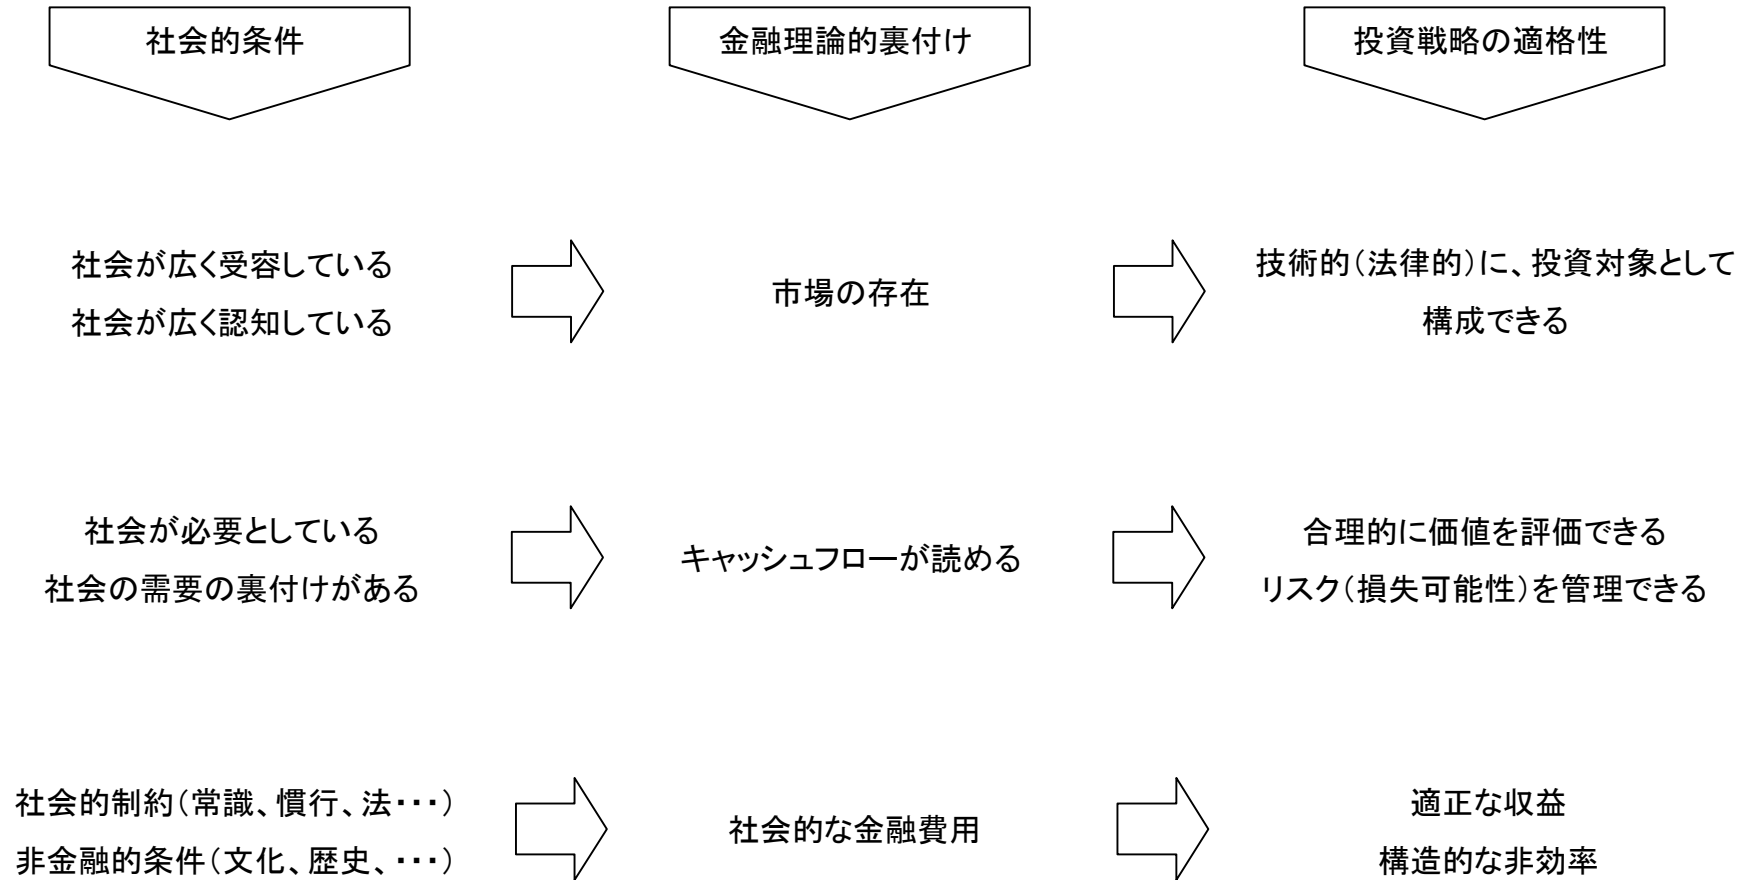 社会的条件
金融理論的裏付け
投資戦略の適格性
社会が広く受容している
社会が広く認知している
市場の存在
技術的(法律的)に、投資対象として
構成できる
社会が必要としている
社会の需要の裏付けがある
キャッシュフローが読める
合理的に価値を評価できる
リスク(損失可能性)を管理できる
社会的制約(常識、慣行、法・・・)
非金融的条件(文化、歴史、・・・)
社会的な金融費用
適正な収益
構造的な非効率